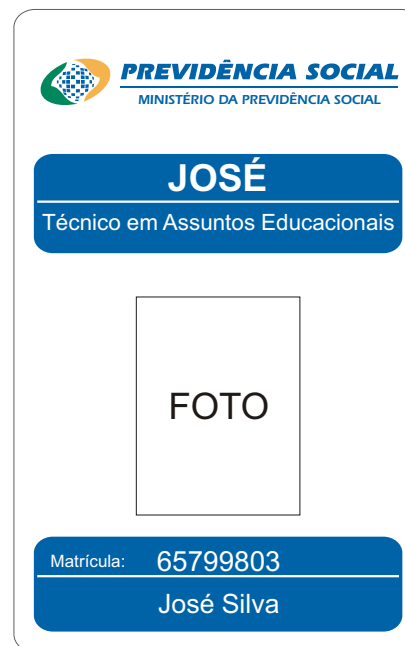 PREVIDÊNCIA SOCIAL
MINISTÉRIO DA PREVIDÊNCIA SOCIAL
JOSÉ
Técnico em Assuntos Educacionais
FOTO
Matrícula: 65799803
José Silva